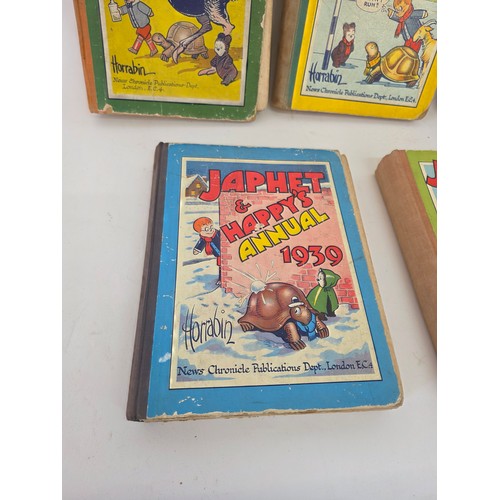 Horrabin
News Chronicle Publications Dept.
London. E.C.4.
RUH?
Horrabin
News Chronicle Publications Dept., London E.C.4
JAPHET
& HAPPY'S
ANNUAL
1939
Horrabin
News Chronicle Publications Dept., London E.C.4